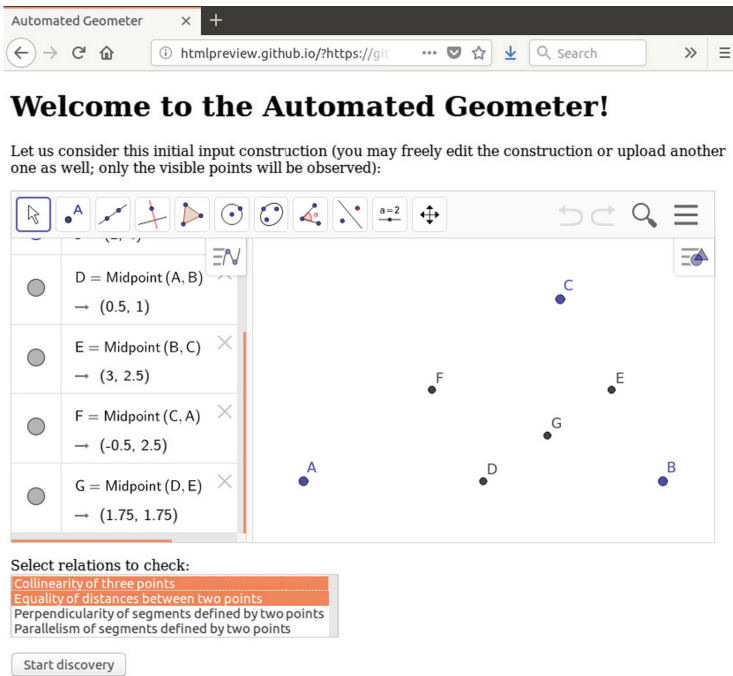 Automated Geometer × +
htmlpreview.github.io/?https://git ··· Search
Welcome to the Automated Geometer!
Let us consider this initial input construction (you may freely edit the construction or upload another
one as well; only the visible points will be observed):
A α a=2
D = Midpoint (A, B)
→ (0.5, 1)
E = Midpoint (B, C)
→ (3, 2.5)
F = Midpoint (C, A)
→ (-0.5, 2.5)
G = Midpoint (D, E)
→ (1.75, 1.75)
C
F E
G
A D B
Select relations to check:
Collinearity of three points
Equality of distances between two points
Perpendicularity of segments defined by two points
Parallelism of segments defined by two points
Start discovery